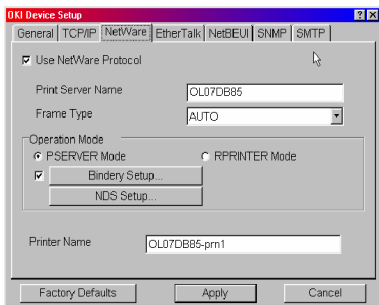 OKI Device Setup
General TCP/IP NetWare EtherTalk NetBEUI SNMP SMTP
Use NetWare Protocol
Print Server Name OL07DB85
Frame Type AUTO
Operation Mode
PSERVER Mode RPRINTER Mode
Bindery Setup...
NDS Setup...
Printer Name OL07DB85-prn1
Factory Defaults Apply Cancel